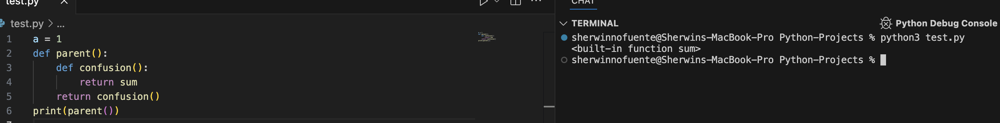 test.py
test.py > ...
1 a = 1
2 def parent():
3     def confusion():
4         return sum
5     return confusion()
6 print(parent())
7
CHAT
TERMINAL
Python Debug Console
sherwinnofuente@Sherwins-MacBook-Pro Python-Projects % python3 test.py
<built-in function sum>
sherwinnofuente@Sherwins-MacBook-Pro Python-Projects %